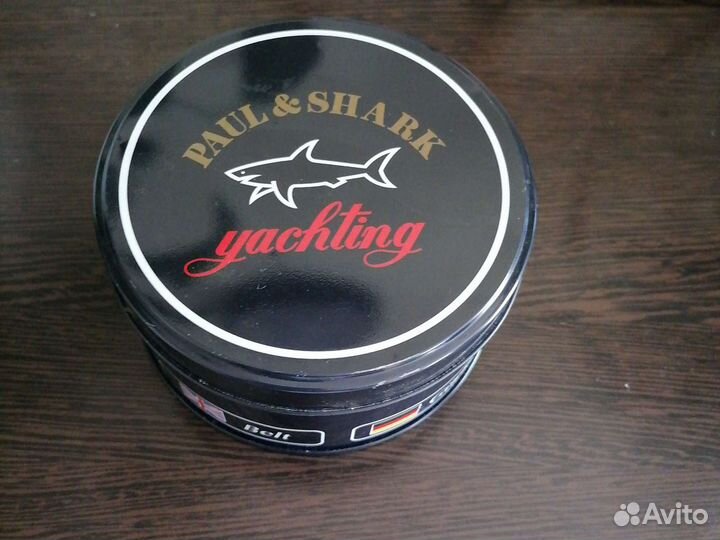 PAUL & SHARK
yachting
Belt
Avito